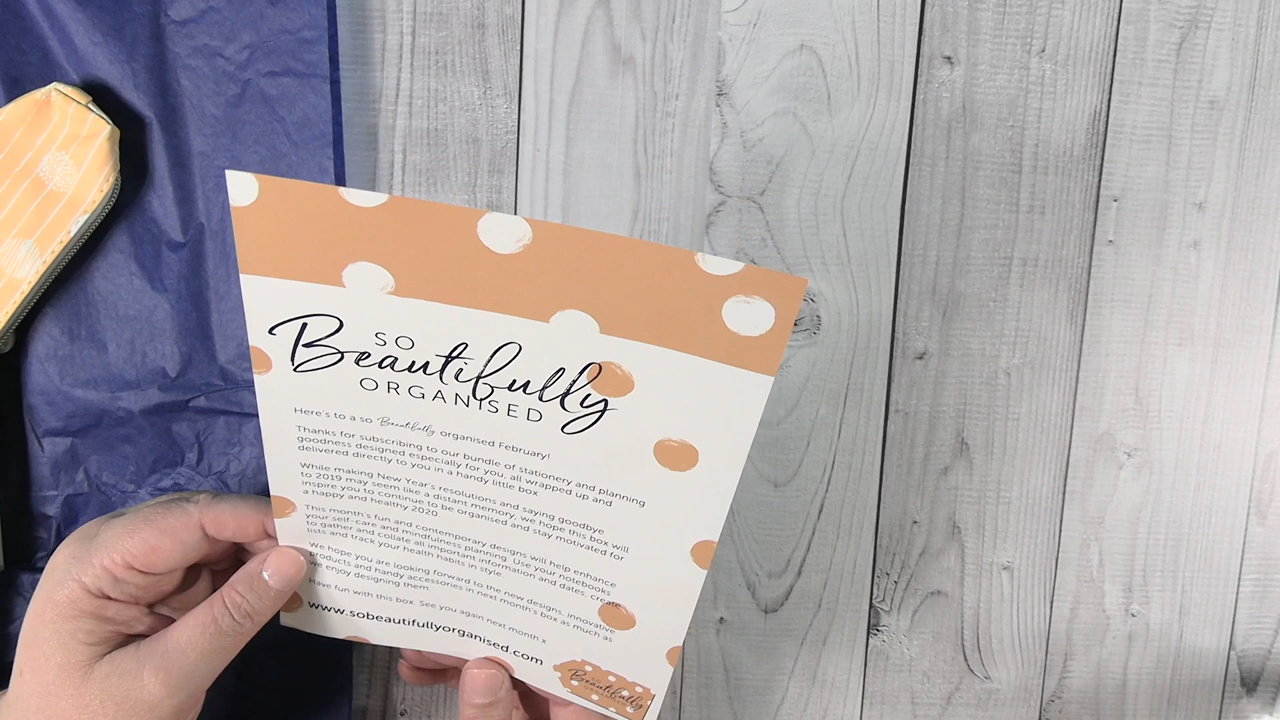 SO
Beautifully
ORGANISED
Here's to a so Beautifully organised February!
Thanks for subscribing to our bundle of stationery and planning
goodness designed especially for you, all wrapped up and
delivered directly to you in a handy little box
While making New Year's resolutions and saying goodbye
to 2019 may seem like a distant memory, we hope this box will
inspire you to continue to be organised and stay motivated for
a happy and healthy 2020
This month's fun and contemporary designs will help enhance
your self-care and mindfulness planning. Use your notebooks
to gather and collate all important information and dates, create
lists and track your health habits in style
We hope you are looking forward to the new designs, innovative
products and handy accessories in next month's box as much as
we enjoy designing them.
Have fun with this box. See you again next month x
www.sobeautifullyorganised.com
SO
Beautifully
ORGANISED